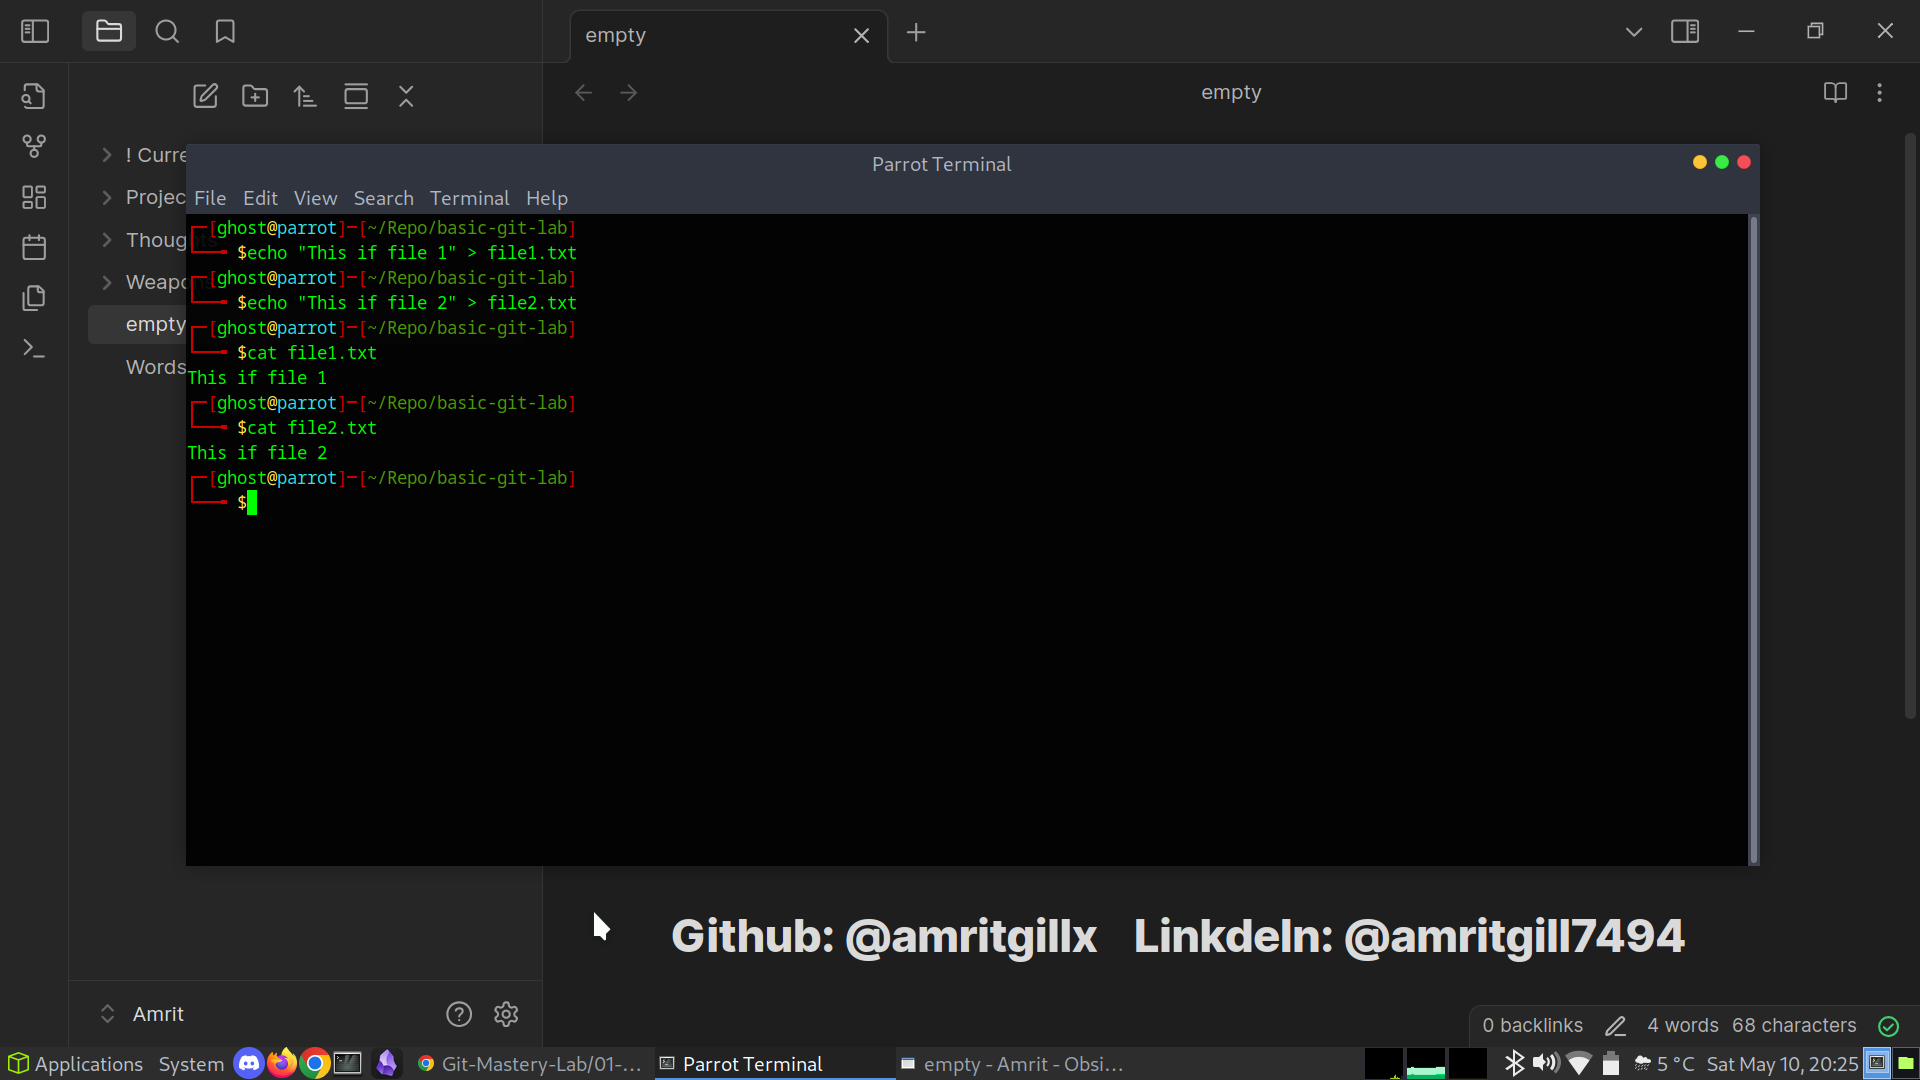 empty
empty
! Curre
Projec
Thoug
Weap
empty
Words
Parrot Terminal
File Edit View Search Terminal Help
┌─[ghost@parrot]─[~/Repo/basic-git-lab]
└──╼ $echo "This if file 1" > file1.txt
┌─[ghost@parrot]─[~/Repo/basic-git-lab]
└──╼ $echo "This if file 2" > file2.txt
┌─[ghost@parrot]─[~/Repo/basic-git-lab]
└──╼ $cat file1.txt
This if file 1
┌─[ghost@parrot]─[~/Repo/basic-git-lab]
└──╼ $cat file2.txt
This if file 2
┌─[ghost@parrot]─[~/Repo/basic-git-lab]
└──╼ $
Github: @amritgillx Linkdeln: @amritgill7494
Amrit
0 backlinks 4 words 68 characters
Applications System Git-Mastery-Lab/01-... Parrot Terminal empty - Amrit - Obsi... 5 °C Sat May 10, 20:25